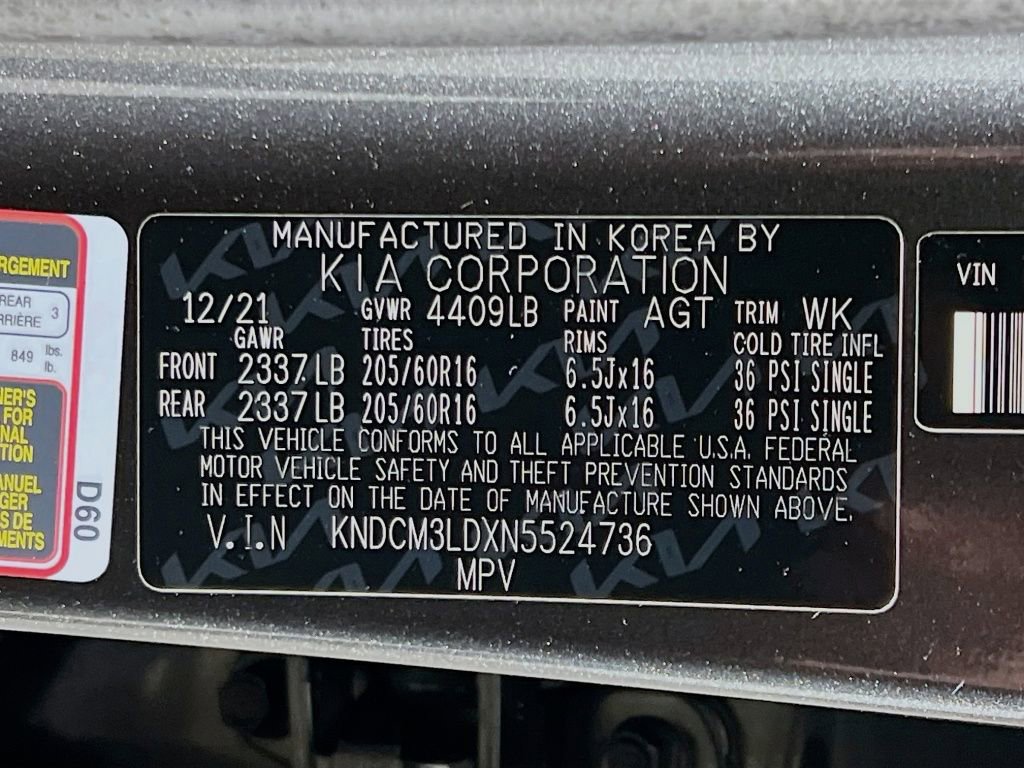 MANUFACTURED IN KOREA BY
KIA CORPORATION
12/21 GVWR 4409LB PAINT AGT TRIM WK
GAWR TIRES RIMS COLD TIRE INFL
FRONT 2337 LB 205/60R16 6.5Jx16 36 PSI SINGLE
REAR 2337 LB 205/60R16 6.5Jx16 36 PSI SINGLE
THIS VEHICLE CONFORMS TO ALL APPLICABLE U.S.A. FEDERAL
MOTOR VEHICLE SAFETY AND THEFT PREVENTION STANDARDS
IN EFFECT ON THE DATE OF MANUFACTURE SHOWN ABOVE.
V.I.N KNDCM3LDXN5524736
MPV
REAR 3
849 lbs.
lb.
FOR
S DE
D60
VIN